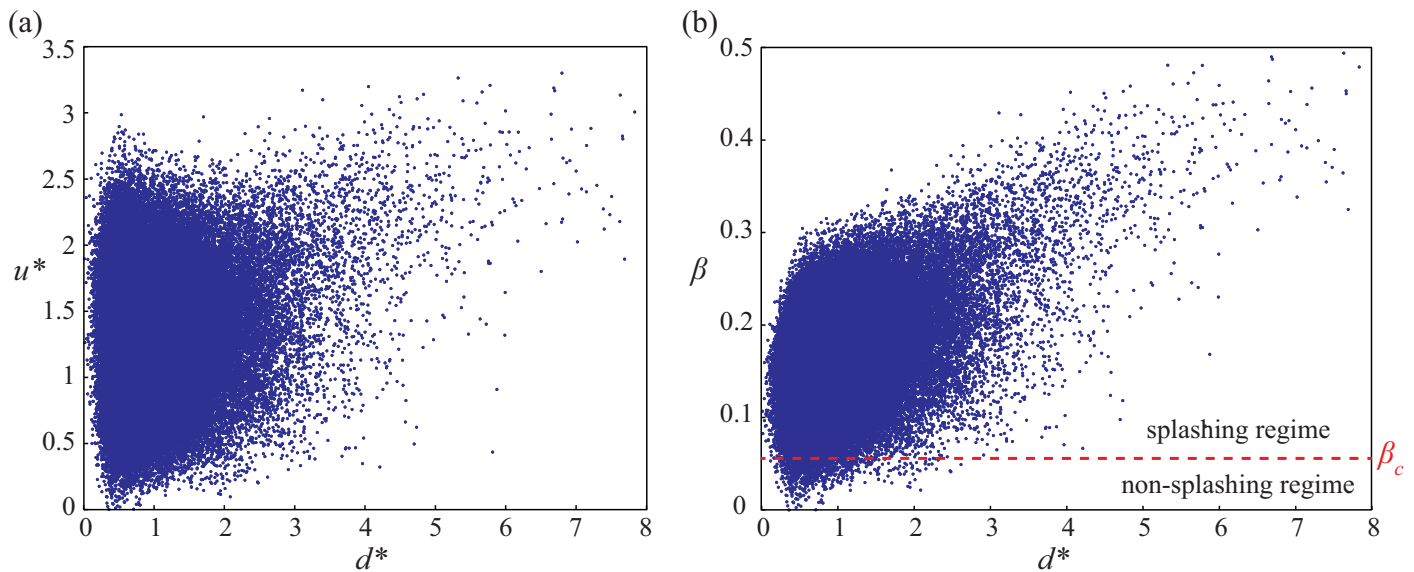 (a)
3.5
3
2.5
2
u*
1.5
1
0.5
0
0 1 2 3 4 5 6 7 8
d*
(b)
0.5
0.4
0.3
β
0.2
0.1
0
splashing regime
βc
non-splashing regime
0 1 2 3 4 5 6 7 8
d*